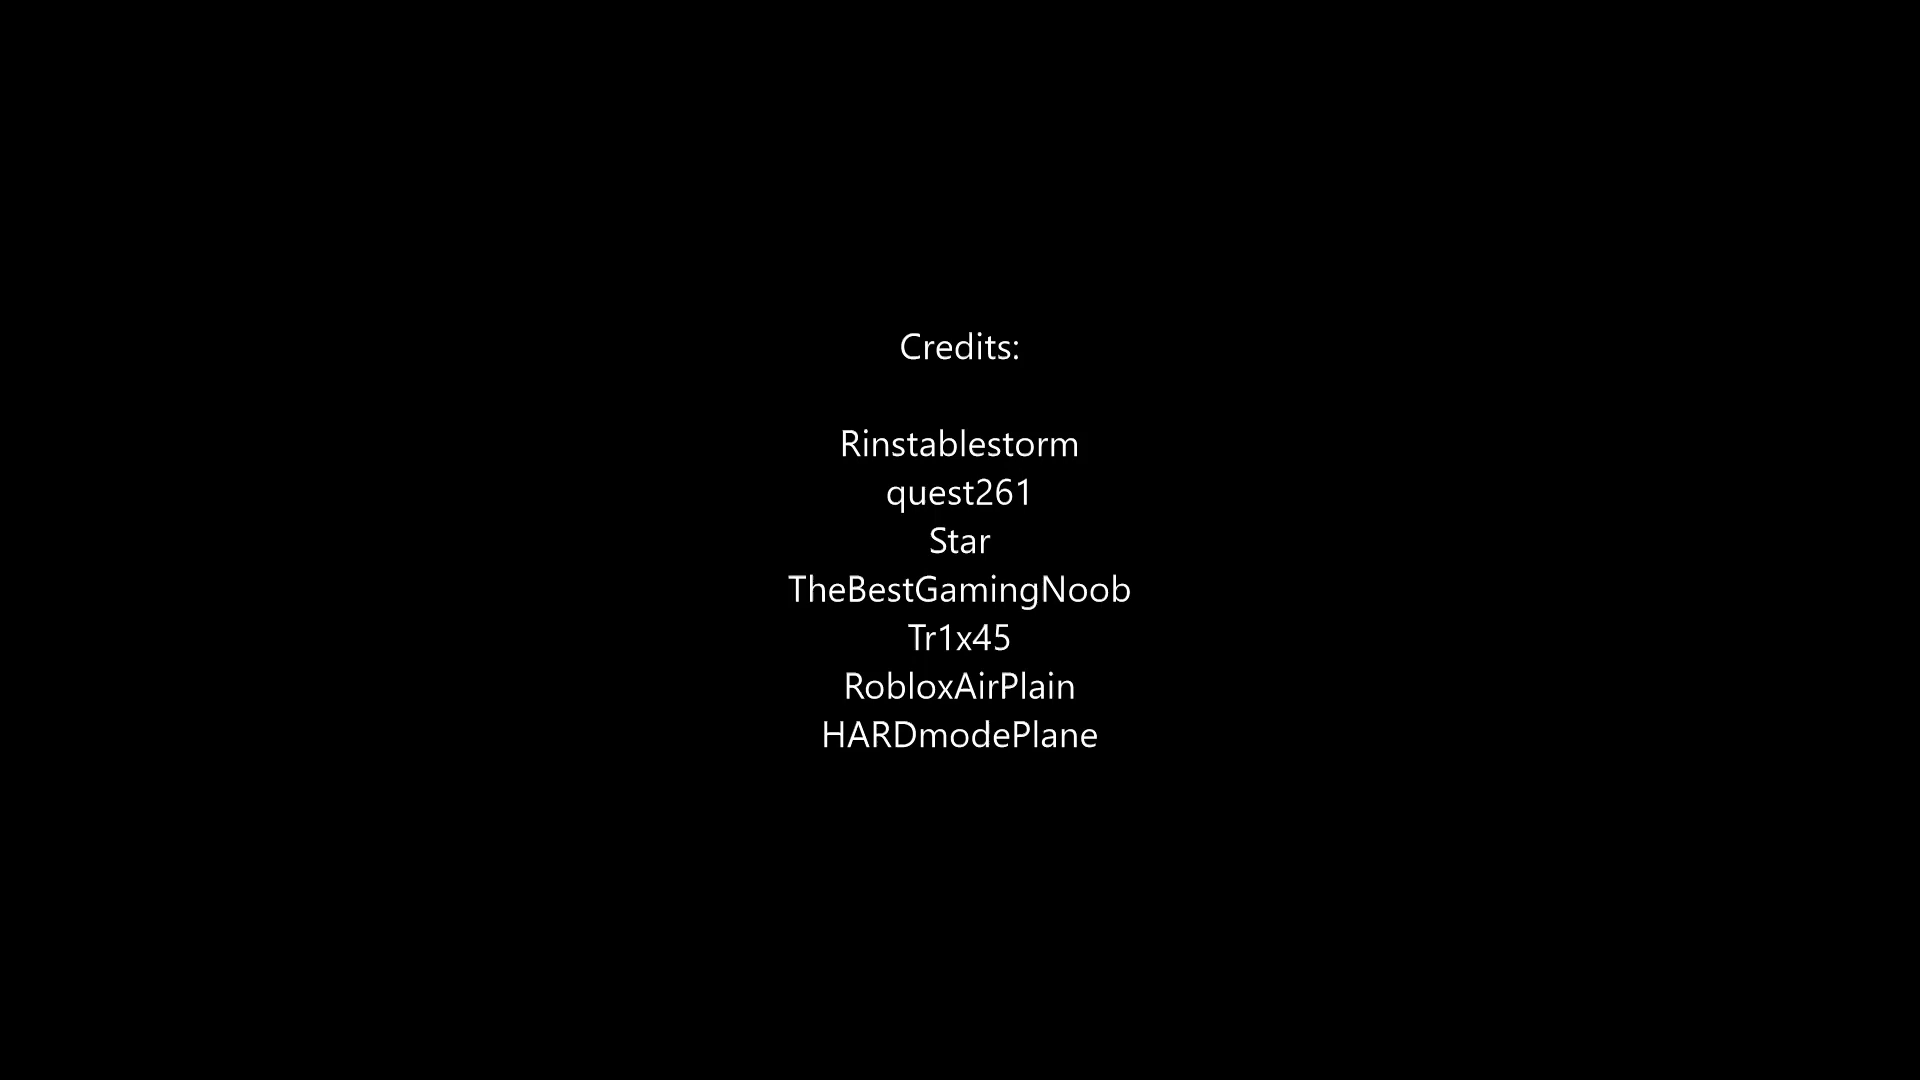 Credits:
Rinstablestorm
quest261
Star
TheBestGamingNoob
Tr1x45
RobloxAirPlain
HARDmodePlane